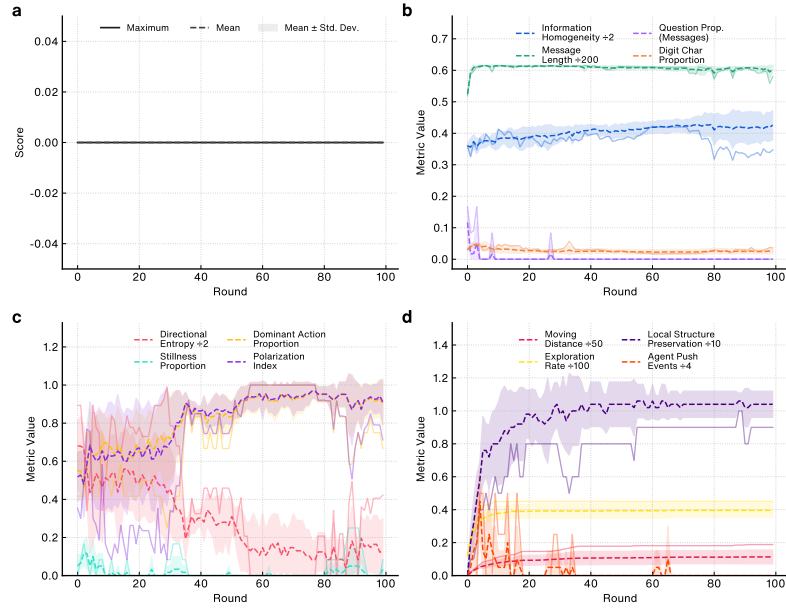 a
Maximum
Mean
Mean ± Std. Dev.
0.04
0.02
0.00
-0.02
-0.04
Score
0 20 40 60 80 100
Round
b
Information
Homogeneity ÷2
Message
Length ÷200
Question Prop.
(Messages)
Digit Char
Proportion
0.7
0.6
0.5
0.4
0.3
0.2
0.1
0.0
Metric Value
0 20 40 60 80 100
Round
c
Directional
Entropy ÷2
Stillness
Proportion
Dominant Action
Proportion
Polarization
Index
1.2
1.0
0.8
0.6
0.4
0.2
0.0
Metric Value
0 20 40 60 80 100
Round
d
Moving
Distance ÷50
Exploration
Rate ÷100
Local Structure
Preservation ÷10
Agent Push
Events ÷4
1.4
1.2
1.0
0.8
0.6
0.4
0.2
0.0
Metric Value
0 20 40 60 80 100
Round